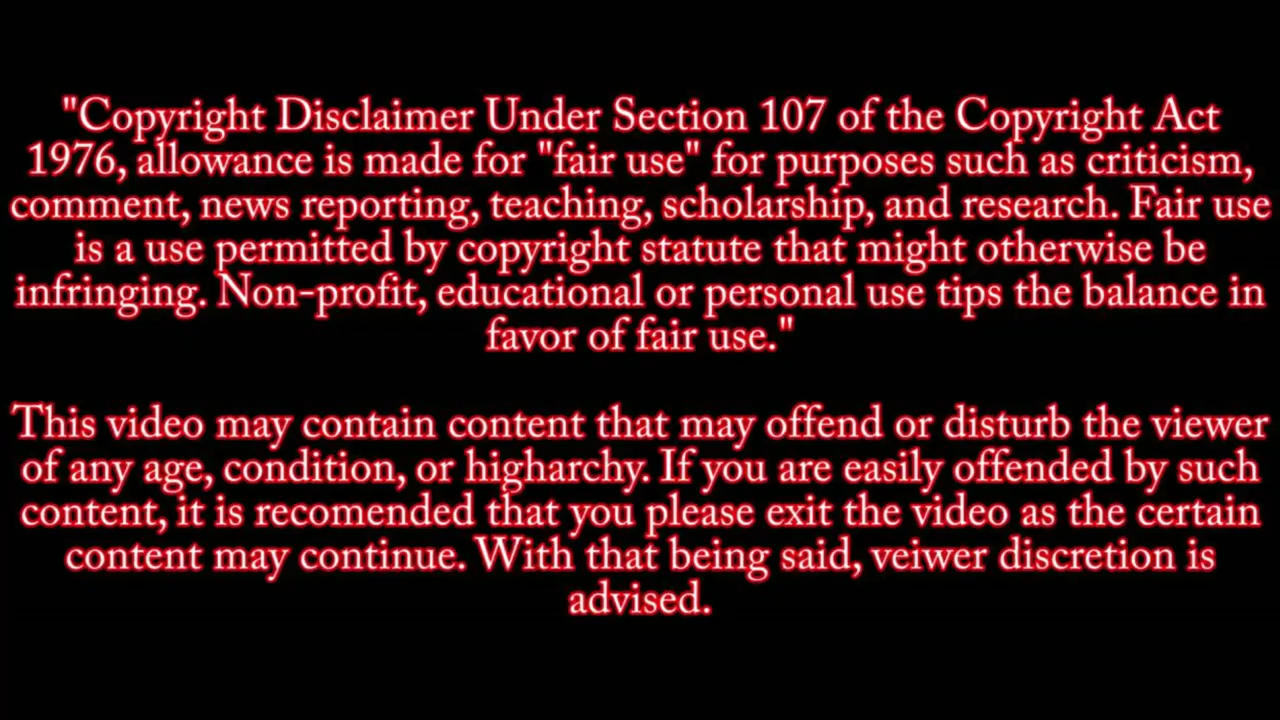 "Copyright Disclaimer Under Section 107 of the Copyright Act
1976, allowance is made for "fair use" for purposes such as criticism,
comment, news reporting, teaching, scholarship, and research. Fair use
is a use permitted by copyright statute that might otherwise be
infringing. Non-profit, educational or personal use tips the balance in
favor of fair use."
This video may contain content that may offend or disturb the viewer
of any age, condition, or higharchy. If you are easily offended by such
content, it is recomended that you please exit the video as the certain
content may continue. With that being said, veiwer discretion is
advised.